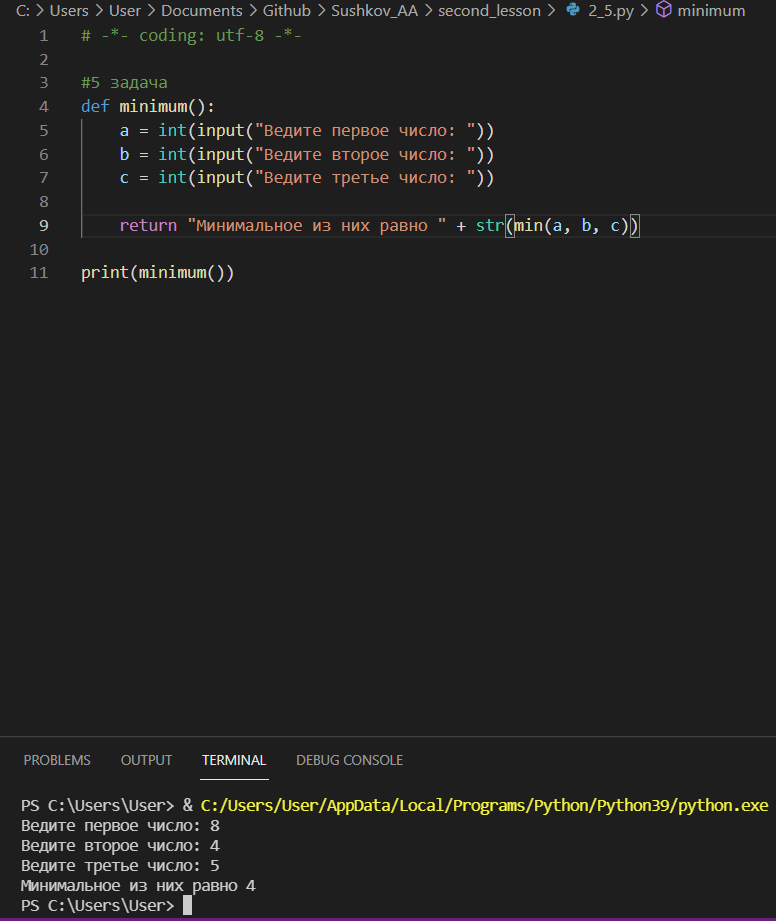 C: > Users > User > Documents > Github > Sushkov_AA > second_lesson > 2_5.py > minimum
1 # -*- coding: utf-8 -*-
2
3 #5 задача
4 def minimum():
5     a = int(input("Ведите первое число: "))
6     b = int(input("Ведите второе число: "))
7     c = int(input("Ведите третье число: "))
8
9     return "Минимальное из них равно " + str(min(a, b, c))
10
11 print(minimum())
PROBLEMS OUTPUT TERMINAL DEBUG CONSOLE
PS C:\Users\User> & C:/Users/User/AppData/Local/Programs/Python/Python39/python.exe
Ведите первое число: 8
Ведите второе число: 4
Ведите третье число: 5
Минимальное из них равно 4
PS C:\Users\User>